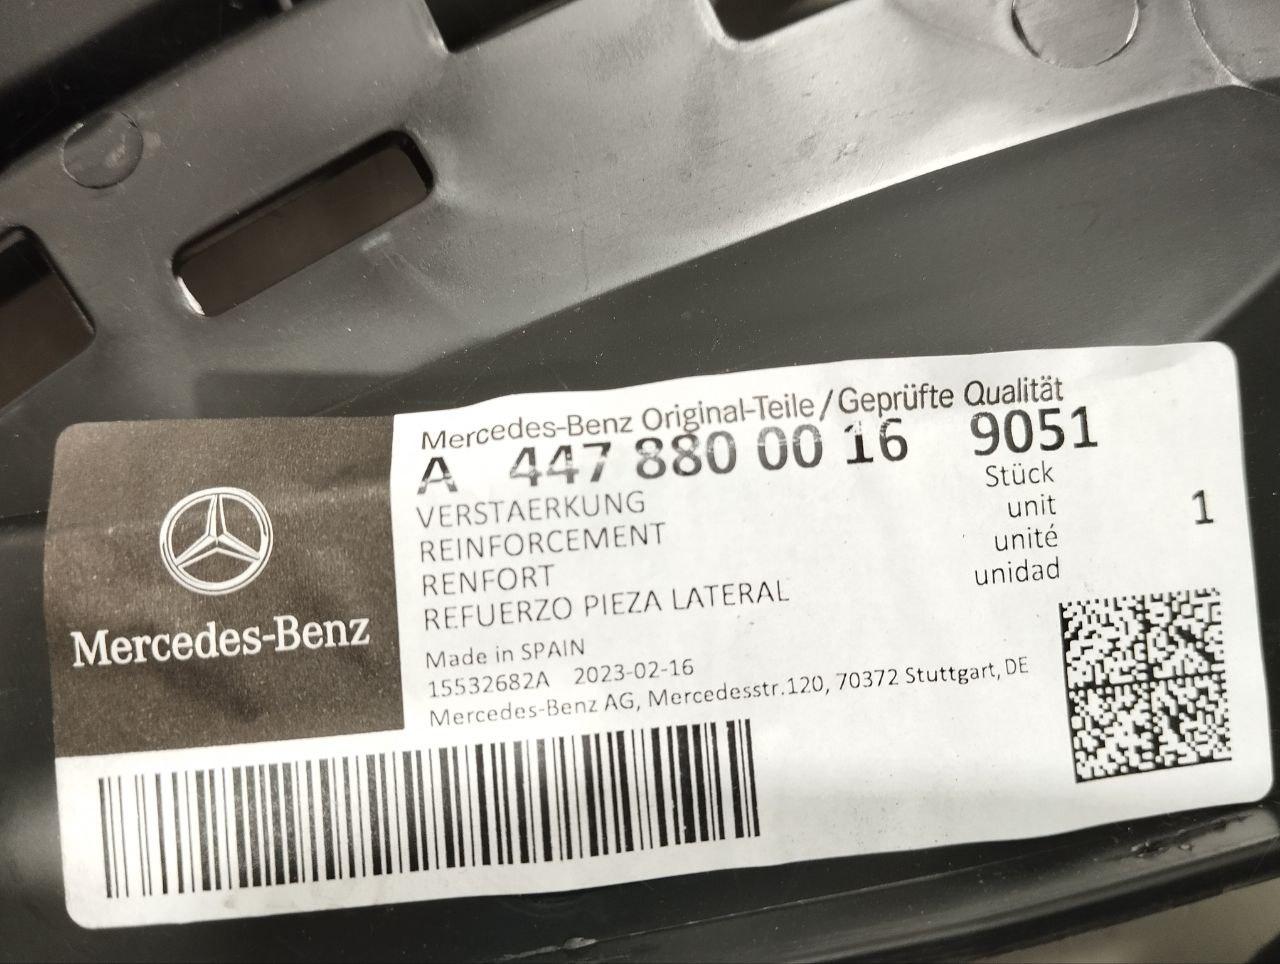 Mercedes-Benz Original-Teile/Geprüfte Qualität
A 447 880 00 16 9051
VERSTAERKUNG
REINFORCEMENT
RENFORT
REFUERZO PIEZA LATERAL
Stück
unit
unité
unidad
1
Made in SPAIN
15532682A 2023-02-16
Mercedes-Benz AG, Mercedesstr.120, 70372 Stuttgart, DE
Mercedes-Benz